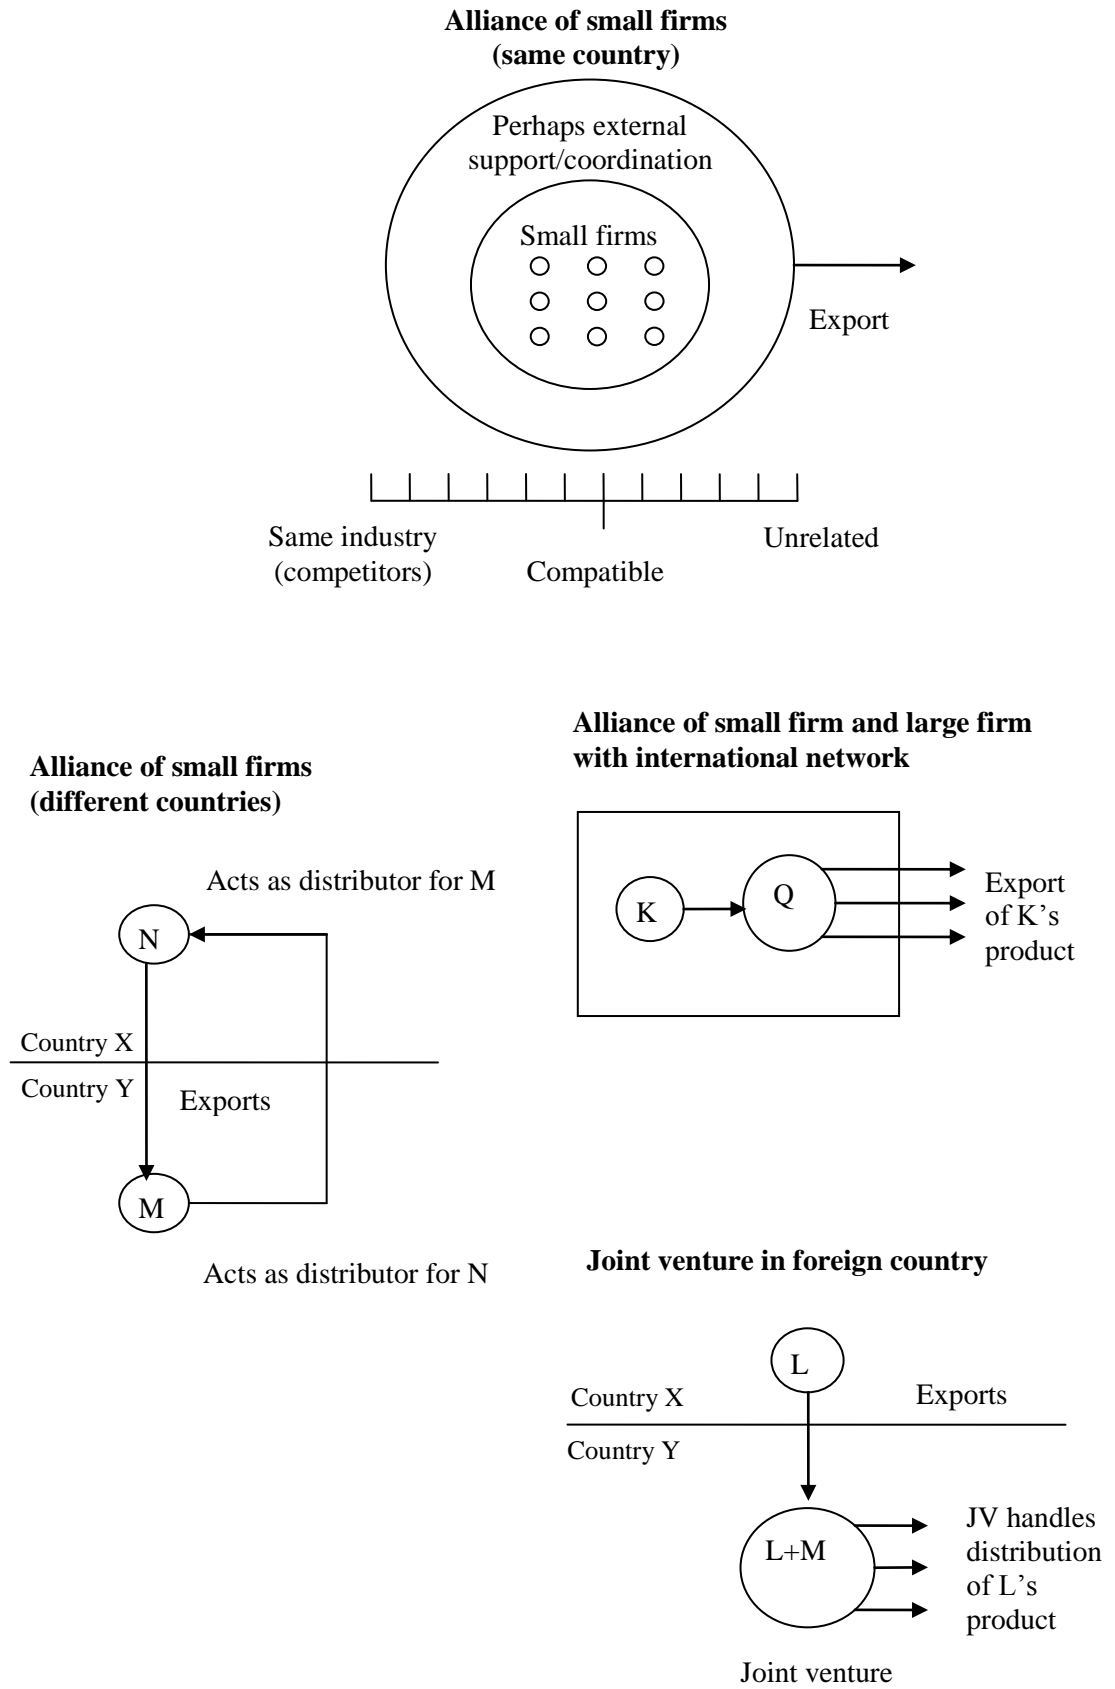 Alliance of small firms
(same country)
Perhaps external
support/coordination
Small firms
Export
Same industry
(competitors)
Compatible
Unrelated
Alliance of small firms
(different countries)
Acts as distributor for M
N
Country X
Country Y
Exports
M
Acts as distributor for N
Alliance of small firm and large firm
with international network
K
Q
Export
of K’s
product
Joint venture in foreign country
L
Country X
Exports
Country Y
L+M
JV handles
distribution
of L’s
product
Joint venture